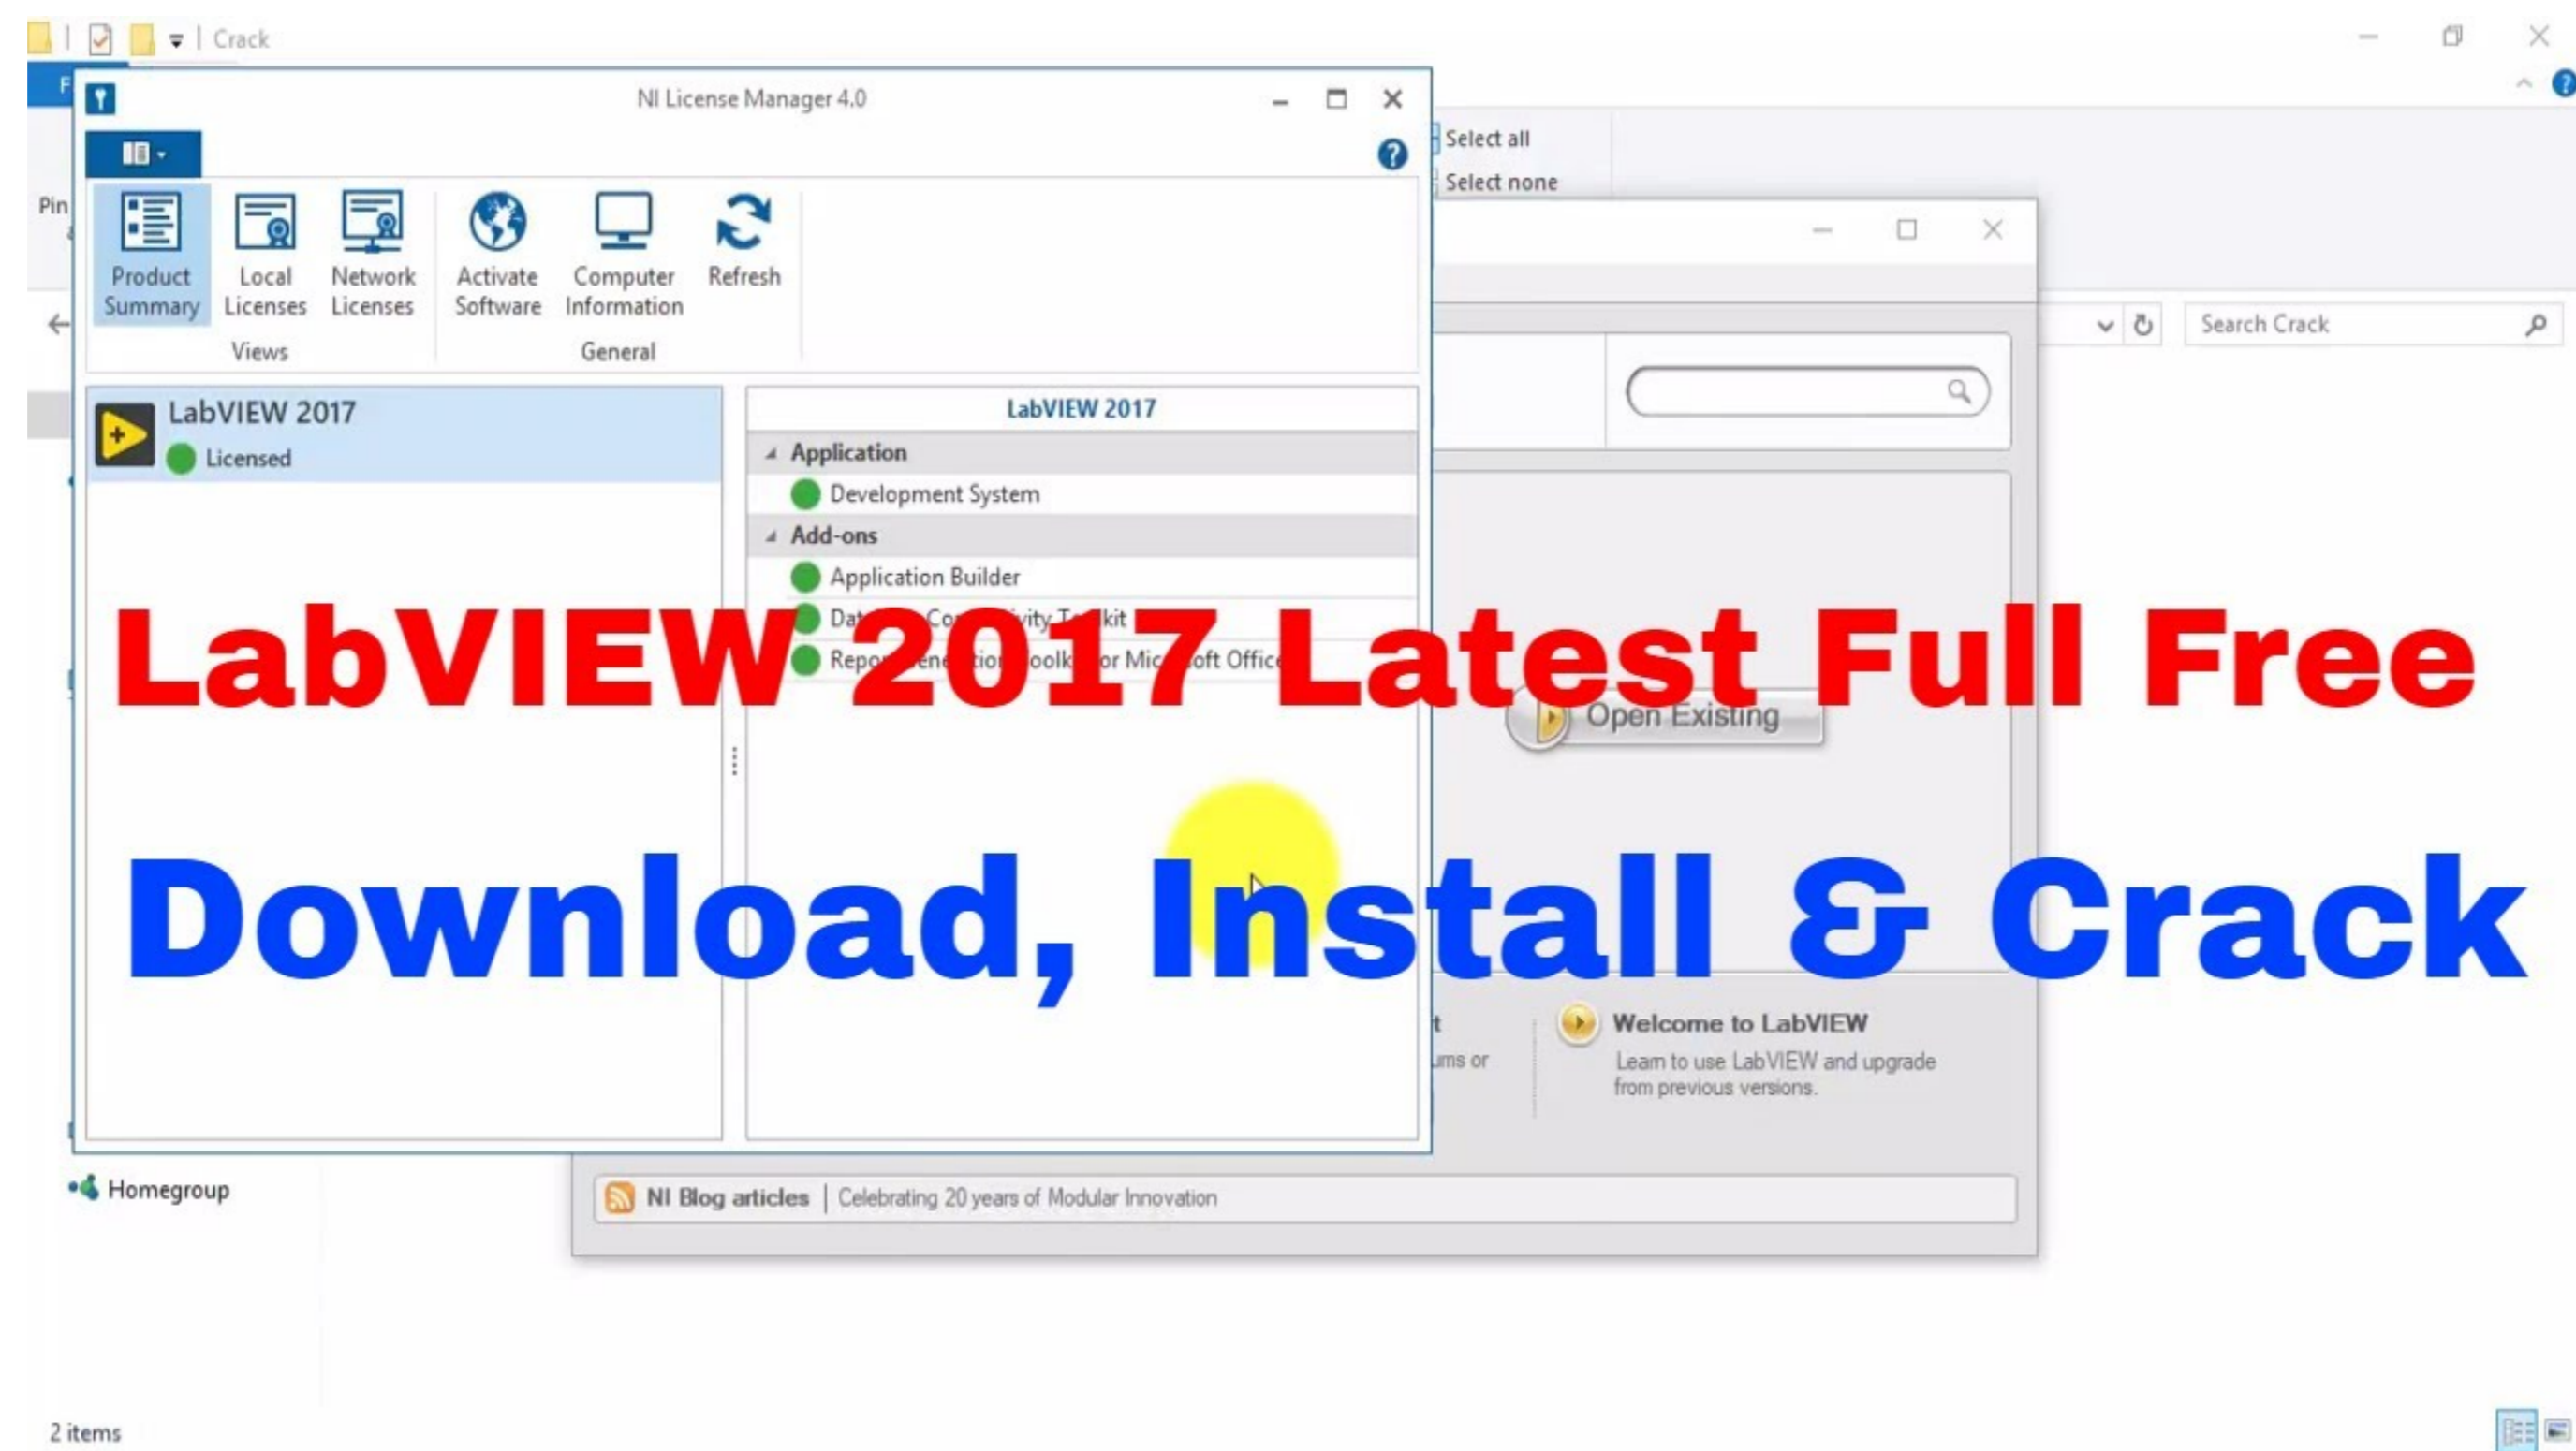 Crack
NI License Manager 4.0
Select all
Select none
Pin
Product Summary
Local Licenses
Network Licenses
Activate Software
Computer Information
Refresh
Views
General
Search Crack
LabVIEW 2017
Licensed
LabVIEW 2017
Application
Development System
Add-ons
Application Builder
LabVIEW 2017 Latest Full Free
Open Existing
Download, Install & Crack
Welcome to LabVIEW
Learn to use LabVIEW and upgrade
from previous versions.
Homegroup
NI Blog articles | Celebrating 20 years of Modular Innovation
2 items